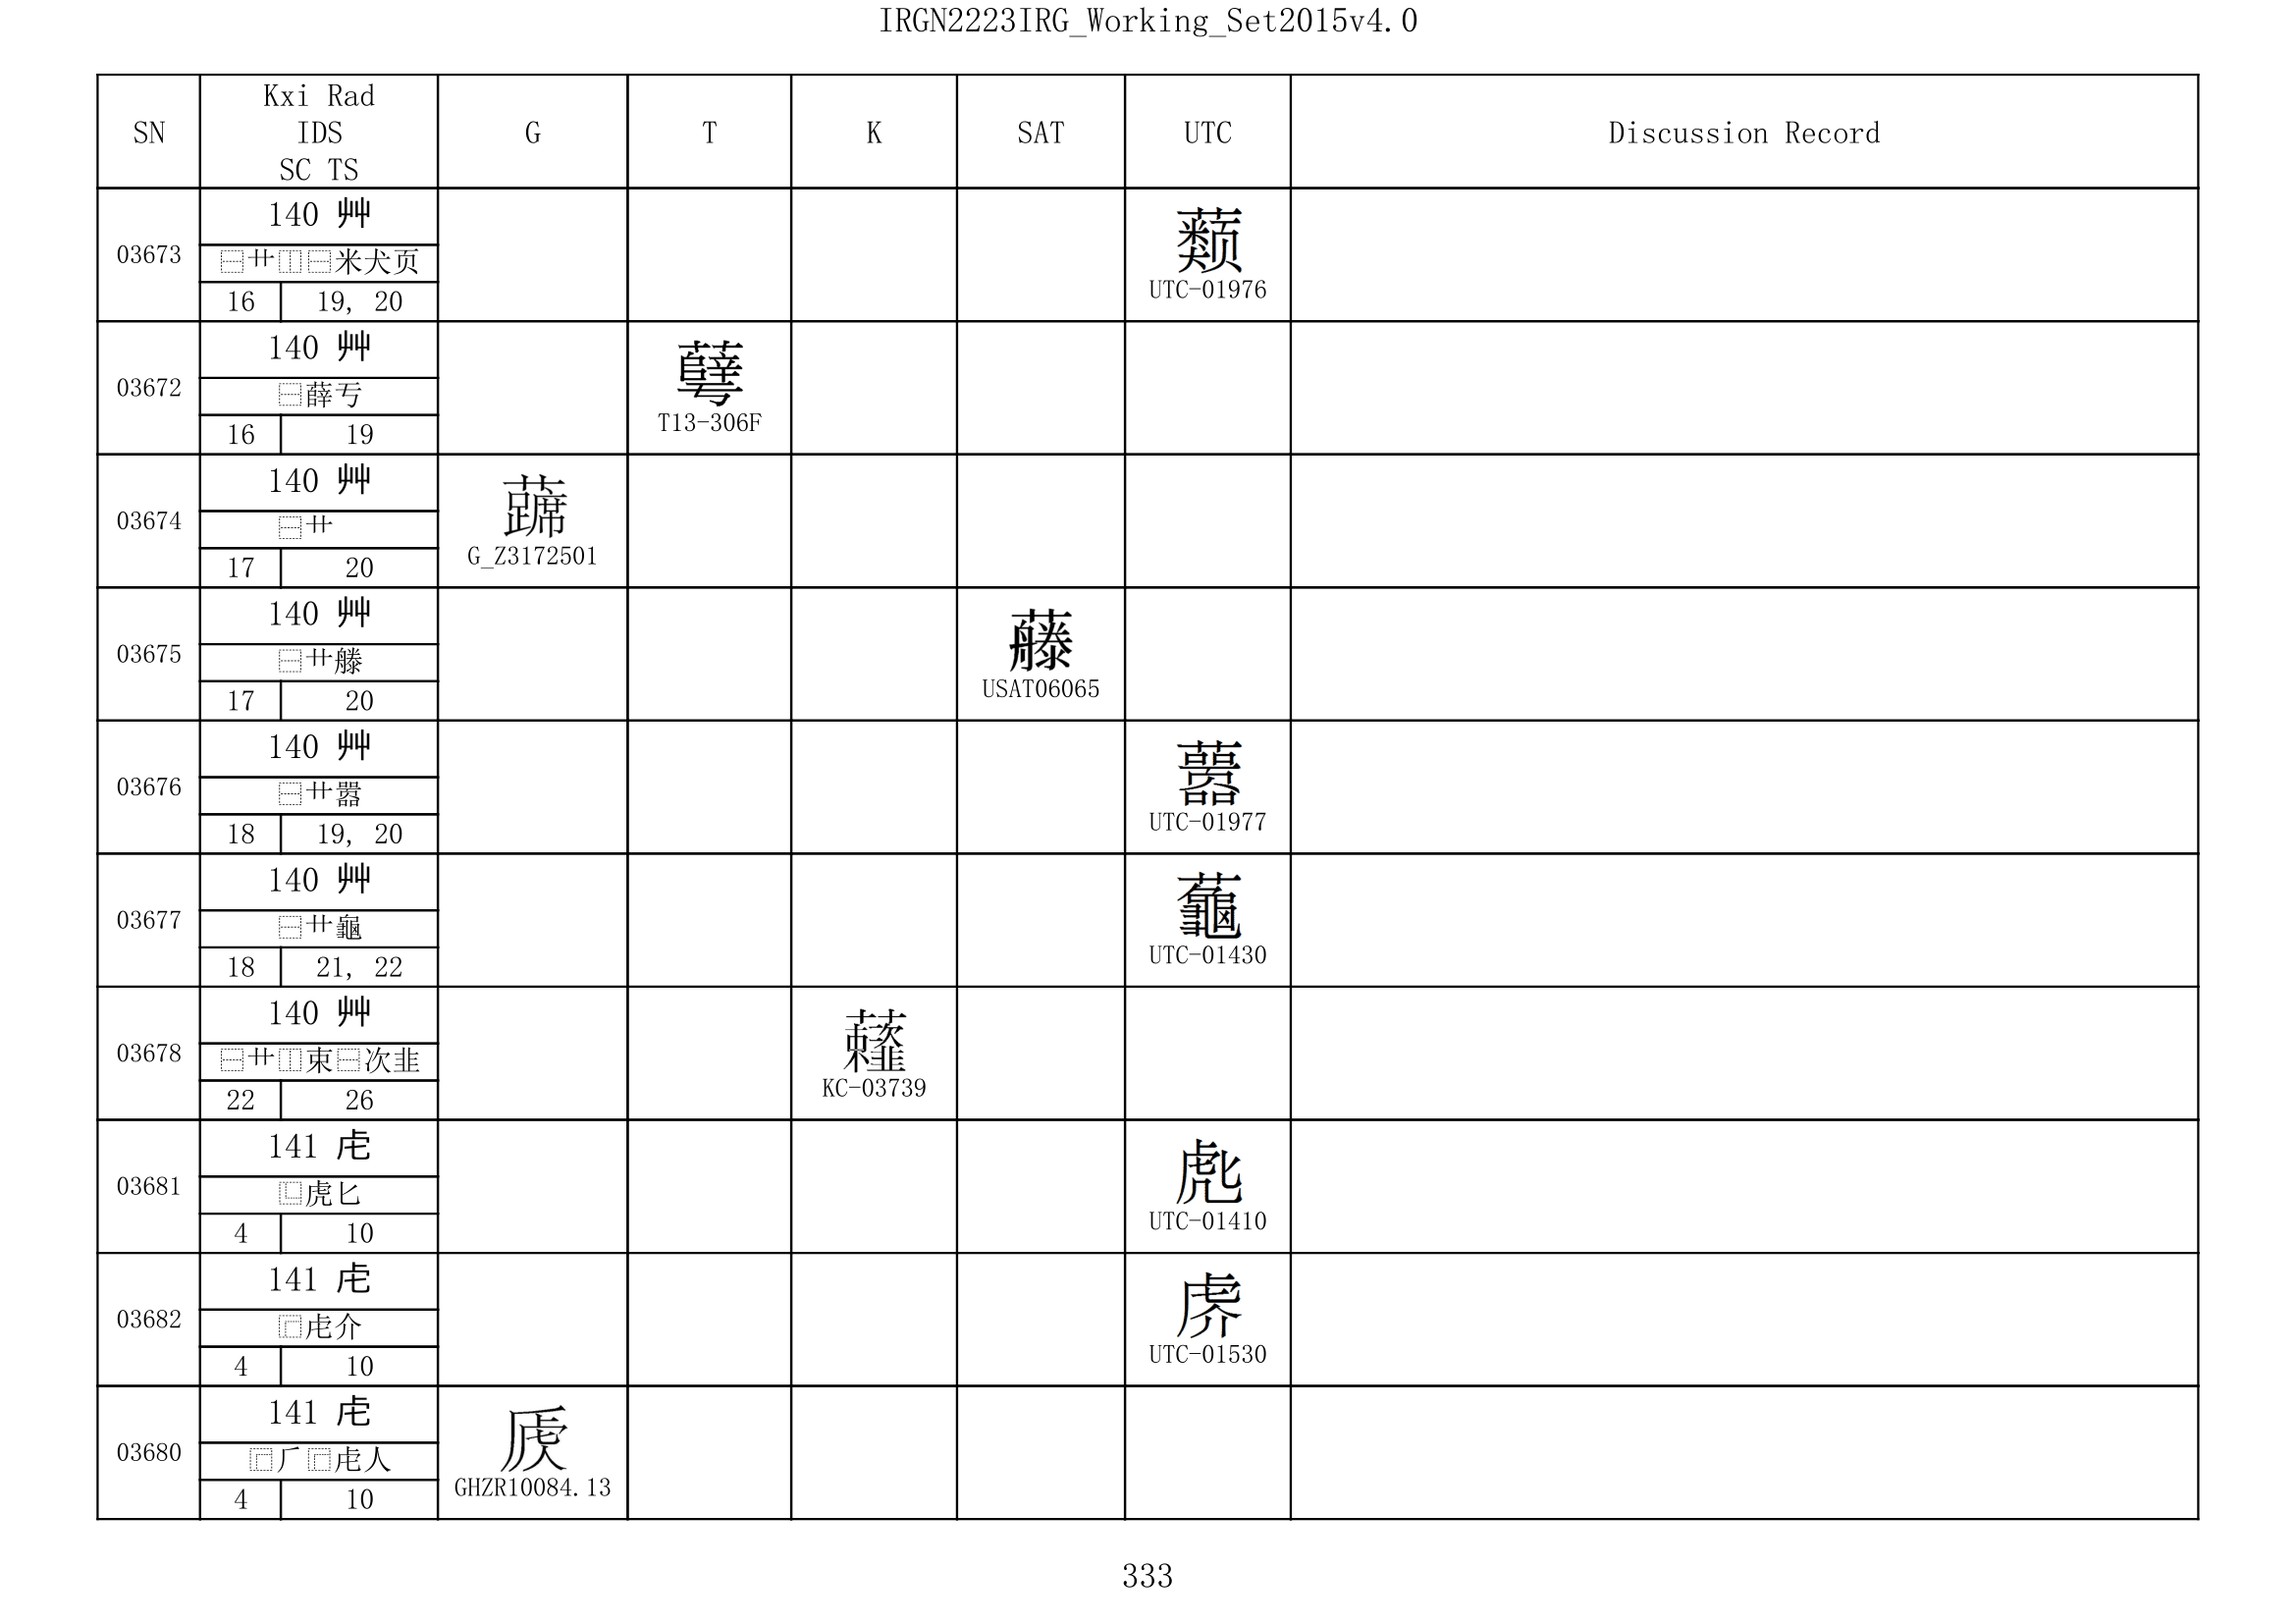 IRGN2223IRG_Working_Set2015v4.0
SN
Kxi Rad
IDS
SC TS
G
T
K
SAT
UTC
Discussion Record
03673
140 艸
⿱艹⿰⿱米犬页
16
19, 20
UTC-01976
03672
140 艸
⿱薛亏
16
19
T13-306F
03674
140 艸
⿱艹
17
20
G_Z3172501
03675
140 艸
⿱艹艨
17
20
USAT06065
03676
140 艸
⿱艹嚣
18
19, 20
UTC-01977
03677
140 艸
⿱艹龜
18
21, 22
UTC-01430
03678
140 艸
⿱艹⿰束⿱次韭
22
26
KC-03739
03681
141 虍
⿺虎匕
4
10
UTC-01410
03682
141 虍
⿸虍介
4
10
UTC-01530
03680
141 虍
⿸厂⿸虍人
4
10
GHZR10084.13
333